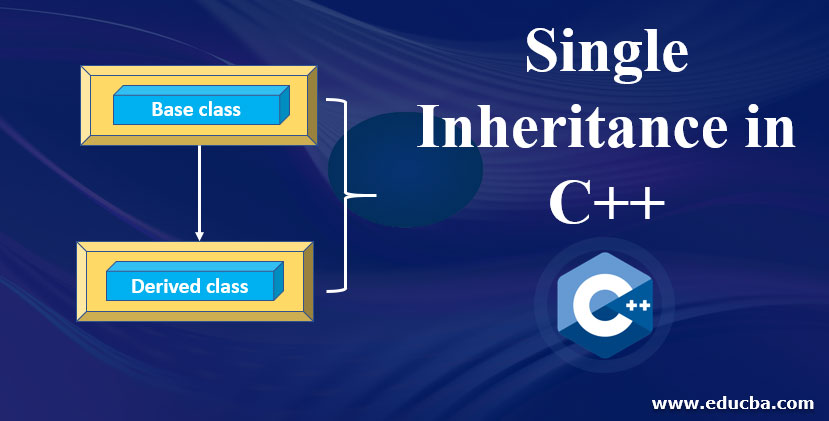 Base class
Derived class
Single
Inheritance in
C++
C++
www.educba.com